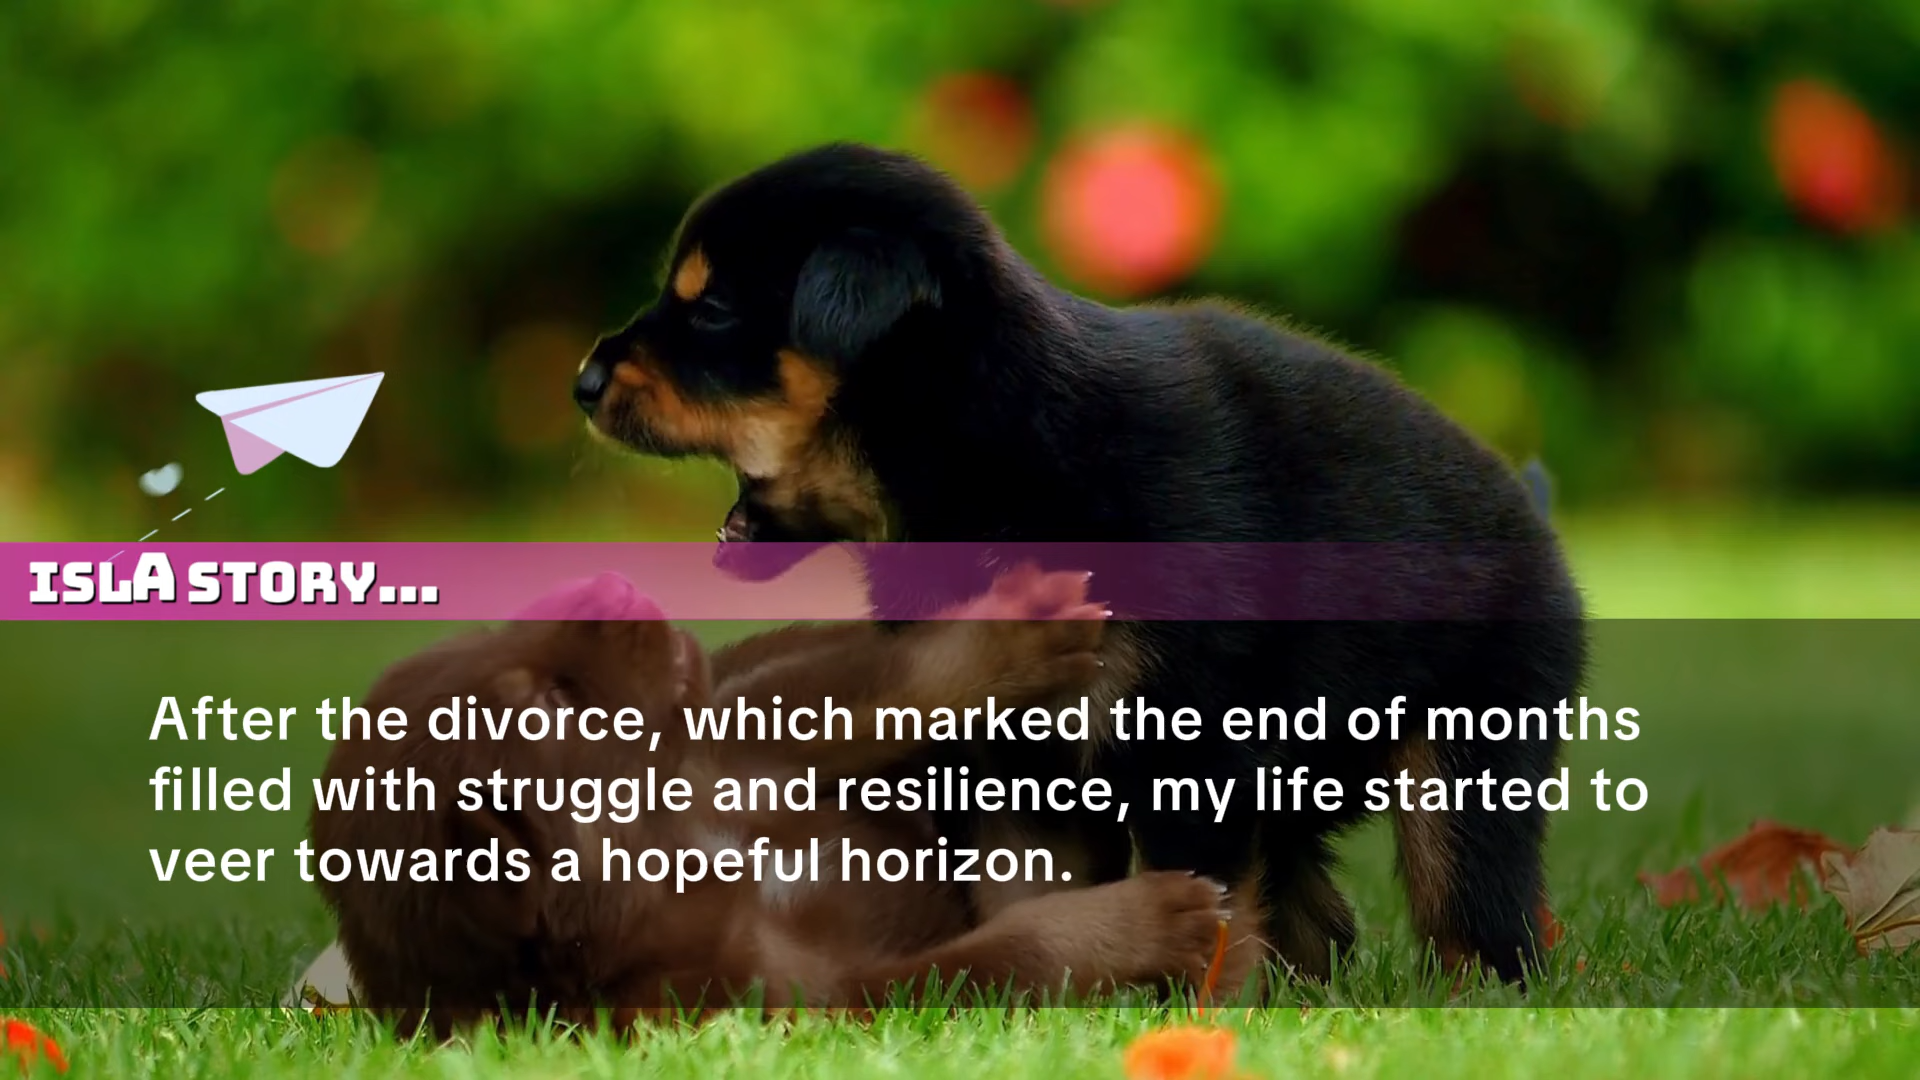 ISLA STORY...
After the divorce, which marked the end of months
filled with struggle and resilience, my life started to
veer towards a hopeful horizon.